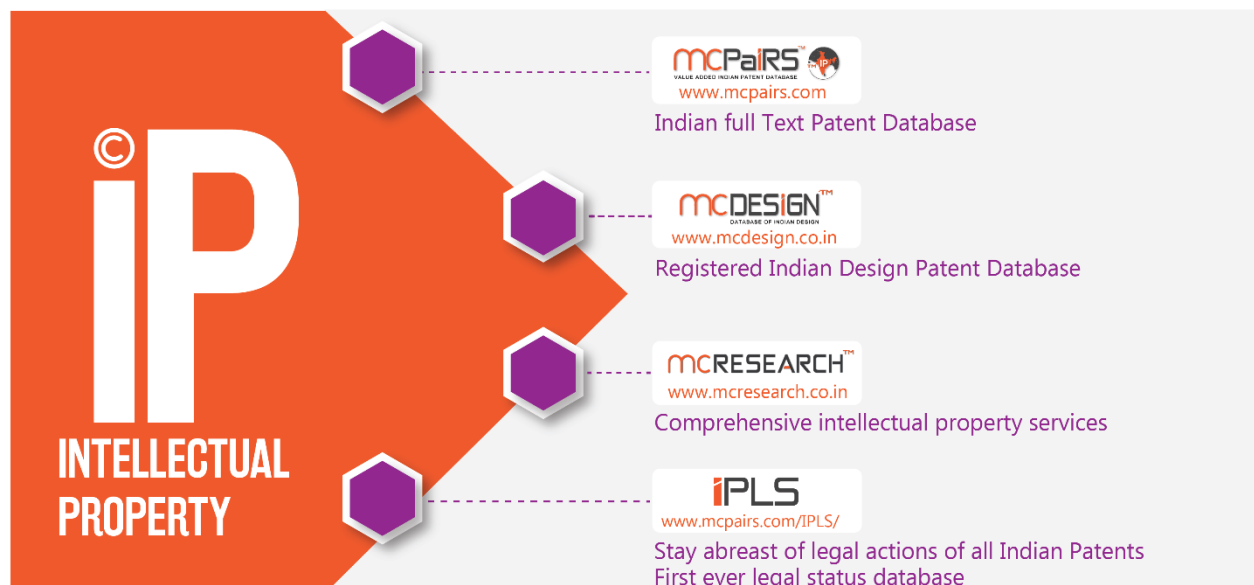 ©
iP
INTELLECTUAL
PROPERTY
mcPaiRS™ ™ iP
VALUE ADDED INDIAN PATENT DATABASE
www.mcpairs.com
Indian full Text Patent Database
mcDESiGN™
DATABASE OF INDIAN DESIGN
www.mcdesign.co.in
Registered Indian Design Patent Database
mcRESEARCH™
www.mcresearch.co.in
Comprehensive intellectual property services
iPLS
www.mcpairs.com/IPLS/
Stay abreast of legal actions of all Indian Patents
First ever legal status database